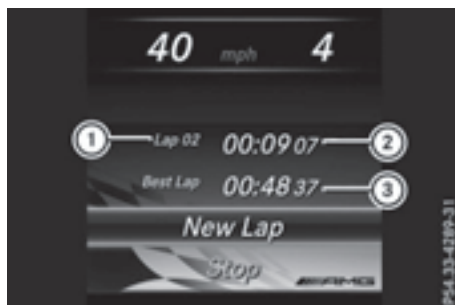 40 mph 4
1 Lap 02 00:09 07 2
Best Lap 00:48 37 3
New Lap
Stop
AMG
P54.33-4289-31